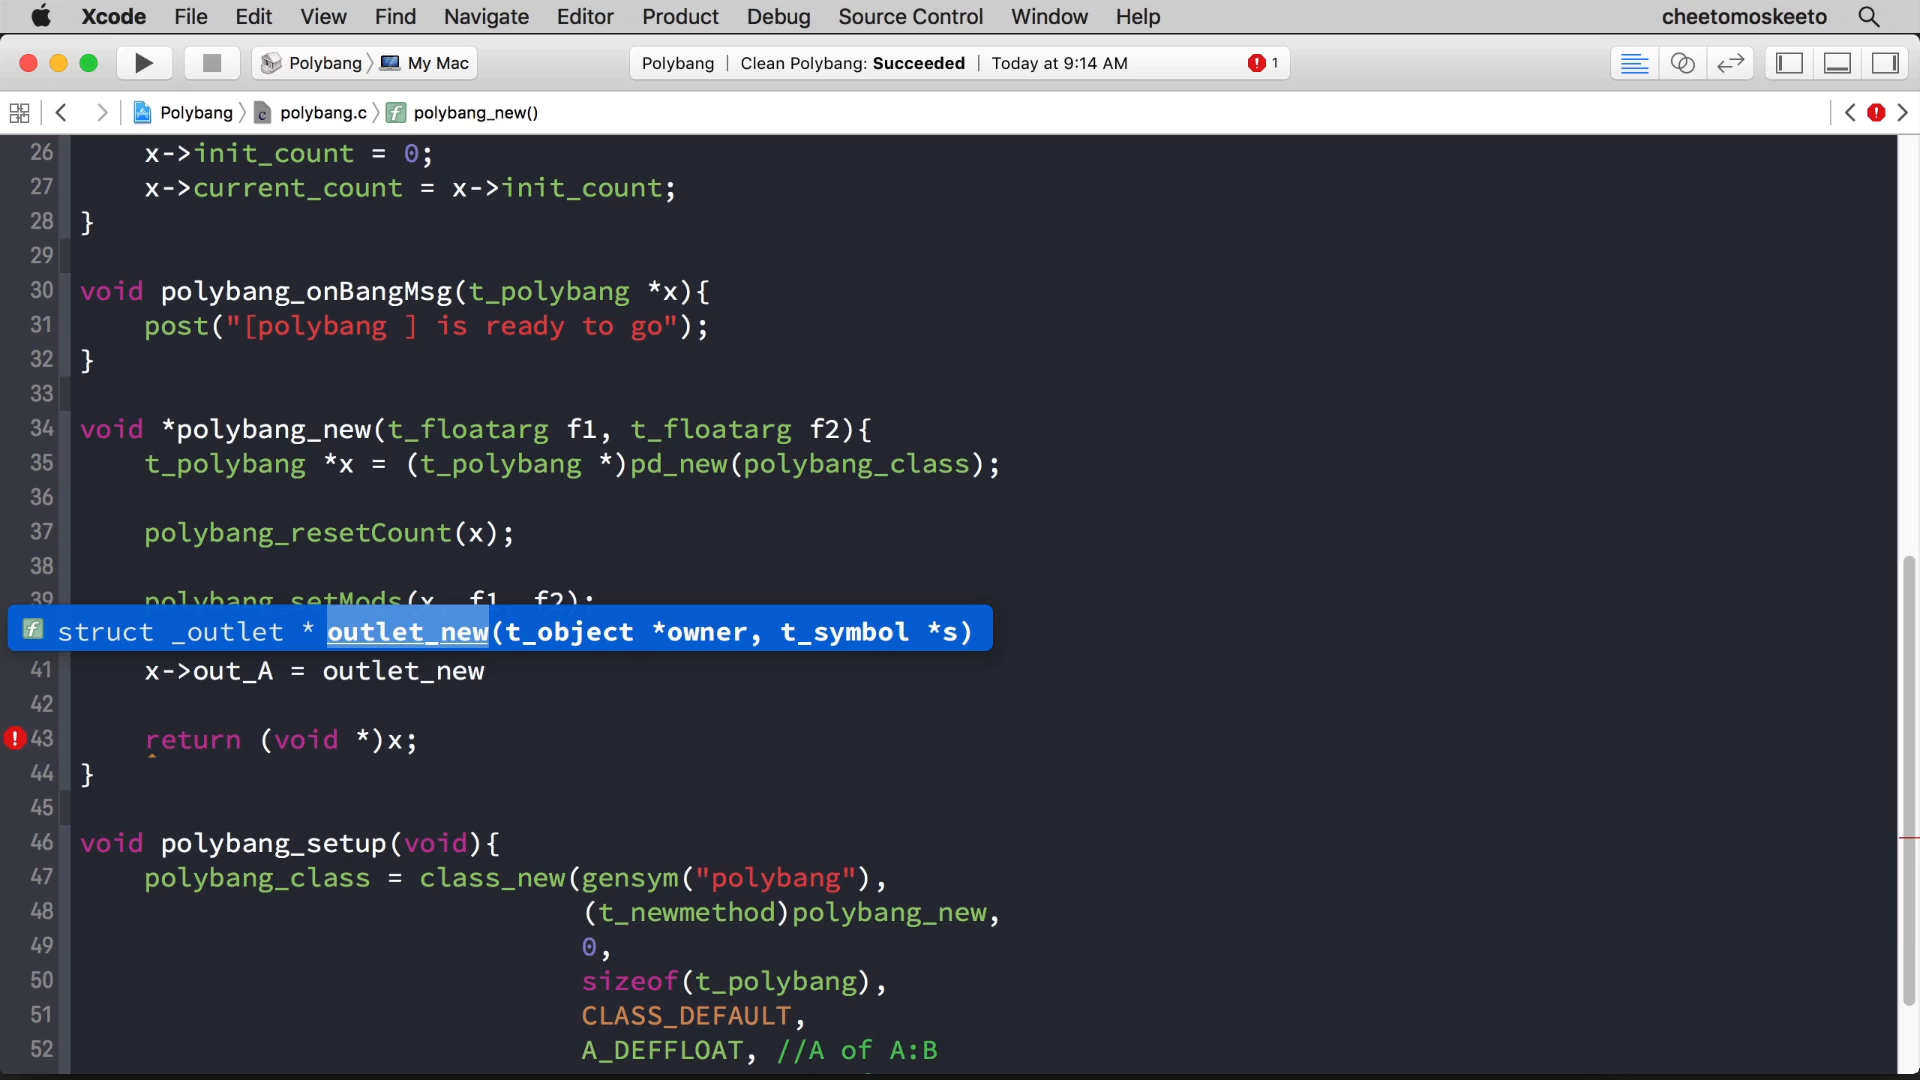 Xcode File Edit View Find Navigate Editor Product Debug Source Control Window Help cheetomoskeeto
Polybang My Mac Polybang | Clean Polybang: Succeeded | Today at 9:14 AM 1
Polybang polybang.c polybang_new()
26 x->init_count = 0;
27 x->current_count = x->init_count;
28 }
29
30 void polybang_onBangMsg(t_polybang *x){
31 post("[polybang ] is ready to go");
32 }
33
34 void *polybang_new(t_floatarg f1, t_floatarg f2){
35 t_polybang *x = (t_polybang *)pd_new(polybang_class);
36
37 polybang_resetCount(x);
38
39 polybang_setMods(x, f1, f2);
struct _outlet * outlet_new(t_object *owner, t_symbol *s)
41 x->out_A = outlet_new
42
43 return (void *)x;
44 }
45
46 void polybang_setup(void){
47 polybang_class = class_new(gensym("polybang"),
48 (t_newmethod)polybang_new,
49 0,
50 sizeof(t_polybang),
51 CLASS_DEFAULT,
52 A_DEFFLOAT, //A of A:B